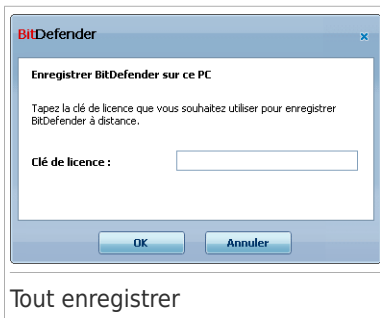 BitDefender
x
Enregistrer BitDefender sur ce PC
Tapez la clé de licence que vous souhaitez utiliser pour enregistrer
BitDefender à distance.
Clé de licence :
OK
Annuler
Tout enregistrer